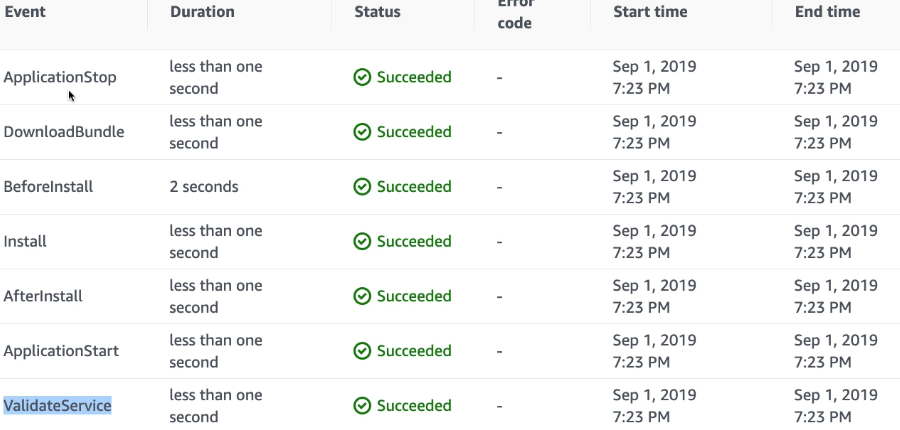 Event Duration Status Error code Start time End time
ApplicationStop less than one second Succeeded - Sep 1, 2019 7:23 PM Sep 1, 2019 7:23 PM
DownloadBundle less than one second Succeeded - Sep 1, 2019 7:23 PM Sep 1, 2019 7:23 PM
BeforeInstall 2 seconds Succeeded - Sep 1, 2019 7:23 PM Sep 1, 2019 7:23 PM
Install less than one second Succeeded - Sep 1, 2019 7:23 PM Sep 1, 2019 7:23 PM
AfterInstall less than one second Succeeded - Sep 1, 2019 7:23 PM Sep 1, 2019 7:23 PM
ApplicationStart less than one second Succeeded - Sep 1, 2019 7:23 PM Sep 1, 2019 7:23 PM
ValidateService less than one second Succeeded - Sep 1, 2019 7:23 PM Sep 1, 2019 7:23 PM